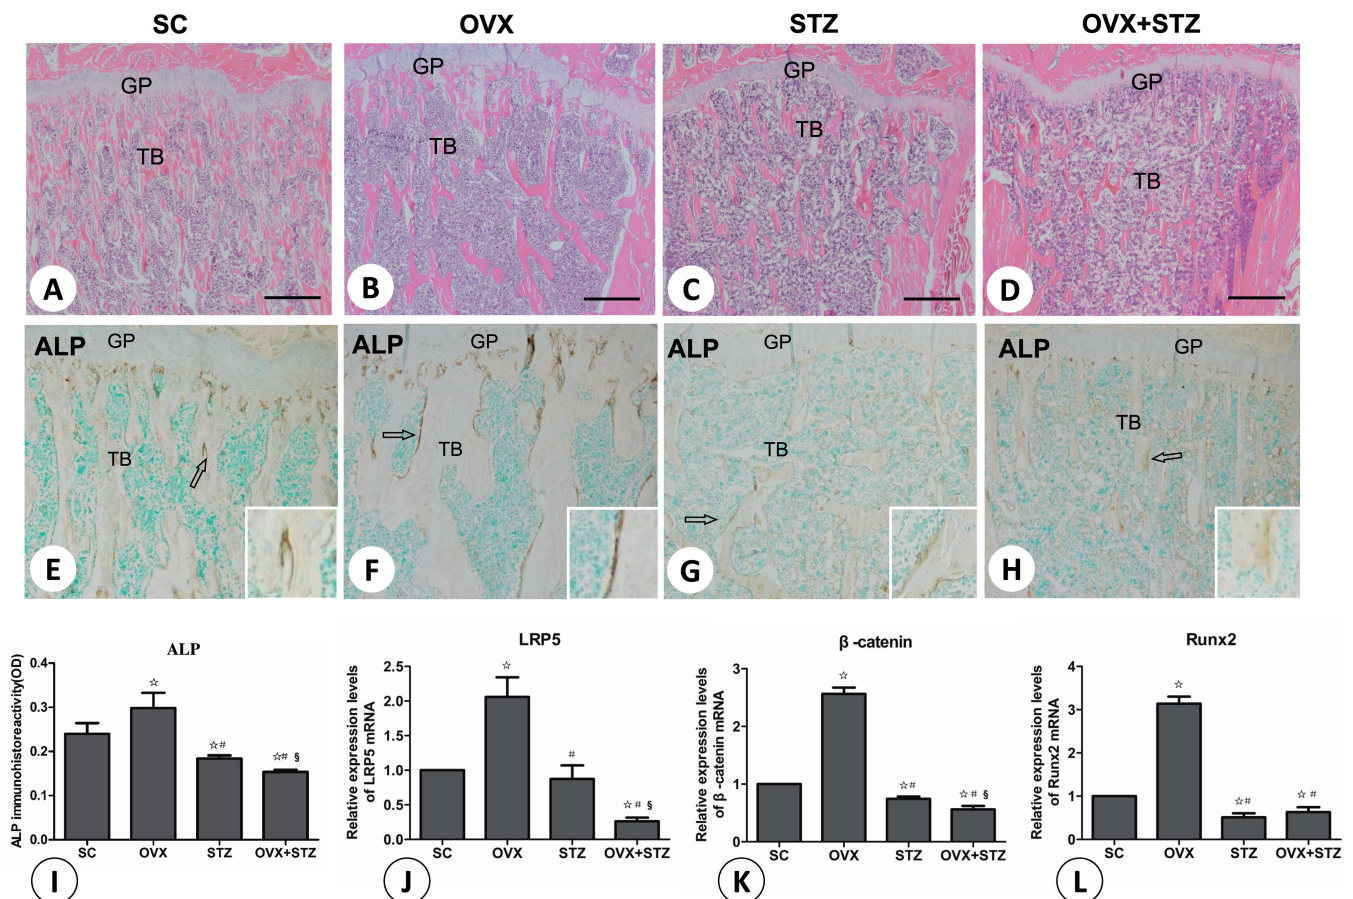 SC OVX STZ OVX+STZ
GP GP GP GP
TB TB TB TB
A B C D
ALP GP ALP GP ALP GP ALP GP
TB TB TB TB
E F G H
ALP
ALP immunohistoreactivity(OD)
0.4
0.3
0.2
0.1
0.0
☆
☆#
☆# §
SC OVX STZ OVX+STZ
I
LRP5
Relative expression levels
of LRP5 mRNA
2.5
2.0
1.5
1.0
0.5
0.0
☆
#
☆ # §
SC OVX STZ OVX+STZ
J
β -catenin
Relative expression levels
of β -catenin mRNA
3
2
1
0
☆
☆#
☆ # §
SC OVX STZ OVX+STZ
K
Runx2
Relative expression levels
of Runx2 mRNA
4
3
2
1
0
☆
☆#
☆ #
SC OVX STZ OVX+STZ
L